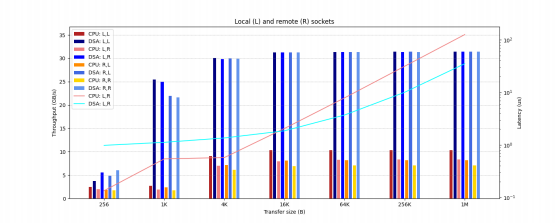 Local (L) and remote (R) sockets
CPU: L,L
DSA: L,L
CPU: L,R
DSA: L,R
CPU: R,L
DSA: R,L
CPU: R,R
DSA: R,R
CPU: L,R
DSA: L,R
Throughput (GB/s)
35
30
25
20
15
10
5
0
Latency (us)
10²
10¹
10⁰
10⁻¹
256 1K 4K 16K 64K 256K 1M
Transfer size (B)